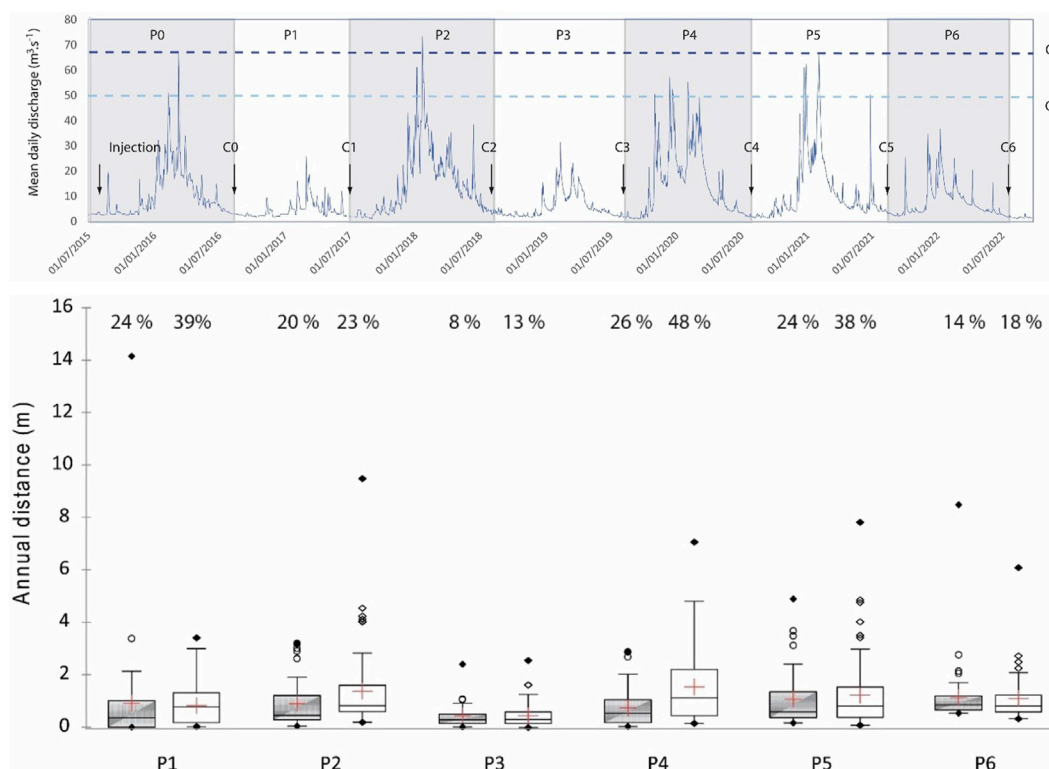 Mean daily discharge (m³.s⁻¹)
80
70
60
50
40
30
20
10
0
P0 P1 P2 P3 P4 P5 P6
Injection C0 C1 C2 C3 C4 C5 C6
01/07/2015 01/01/2016 01/07/2016 01/01/2017 01/07/2017 01/01/2018 01/07/2018 01/01/2019 01/07/2019 01/01/2020 01/07/2020 01/01/2021 01/07/2021 01/01/2022 01/07/2022
Annual distance (m)
16
14
12
10
8
6
4
2
0
24 % 39% 20 % 23 % 8 % 13 % 26 % 48 % 24 % 38 % 14 % 18 %
P1 P2 P3 P4 P5 P6